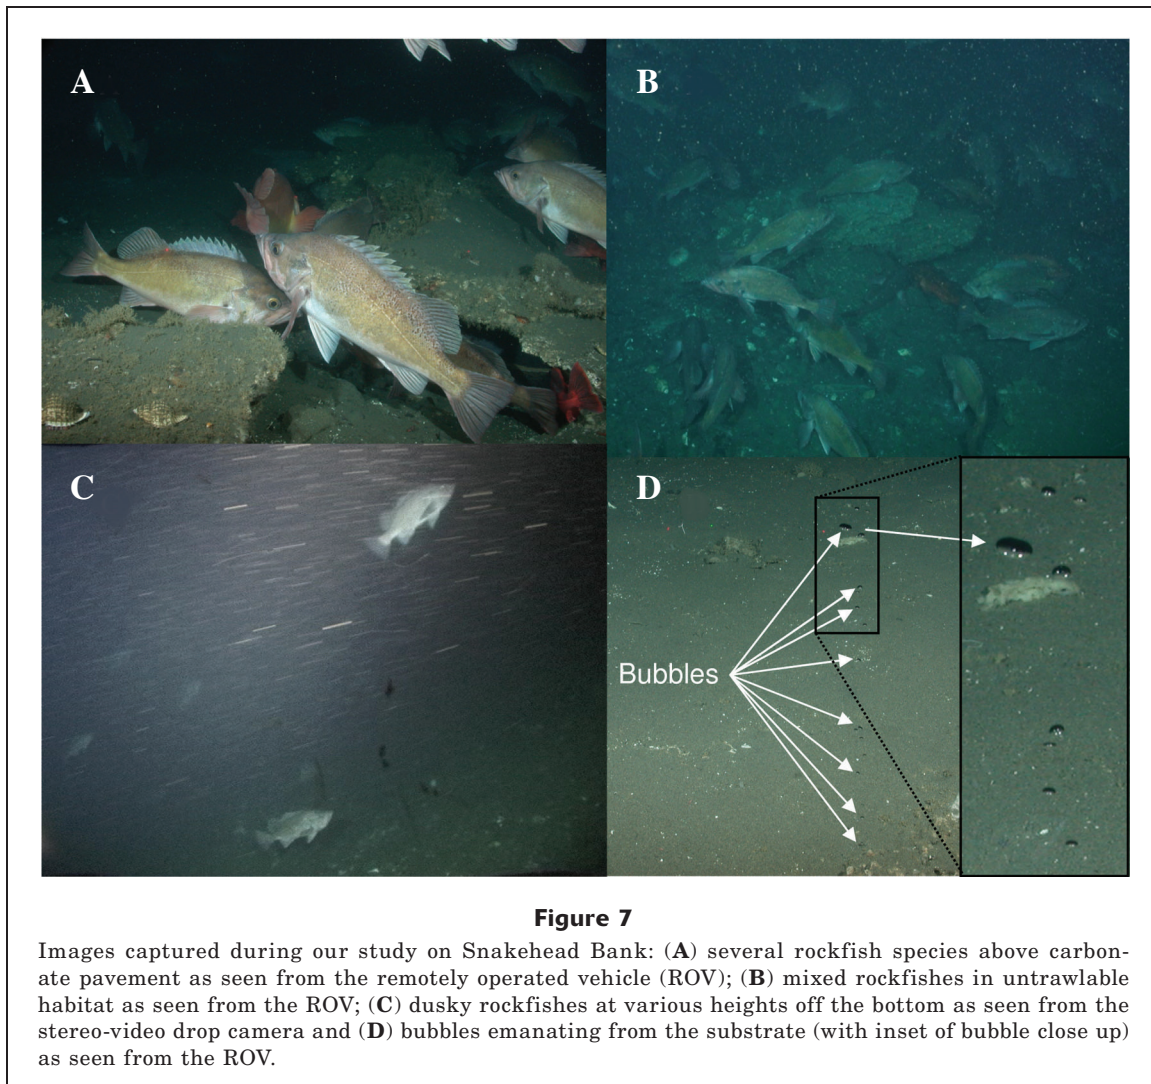 A
B
C
D
Bubbles
Figure 7
Images captured during our study on Snakehead Bank: (A) several rockfish species above carbon-
ate pavement as seen from the remotely operated vehicle (ROV); (B) mixed rockfishes in untrawlable
habitat as seen from the ROV; (C) dusky rockfishes at various heights off the bottom as seen from the
stereo-video drop camera and (D) bubbles emanating from the substrate (with inset of bubble close up)
as seen from the ROV.